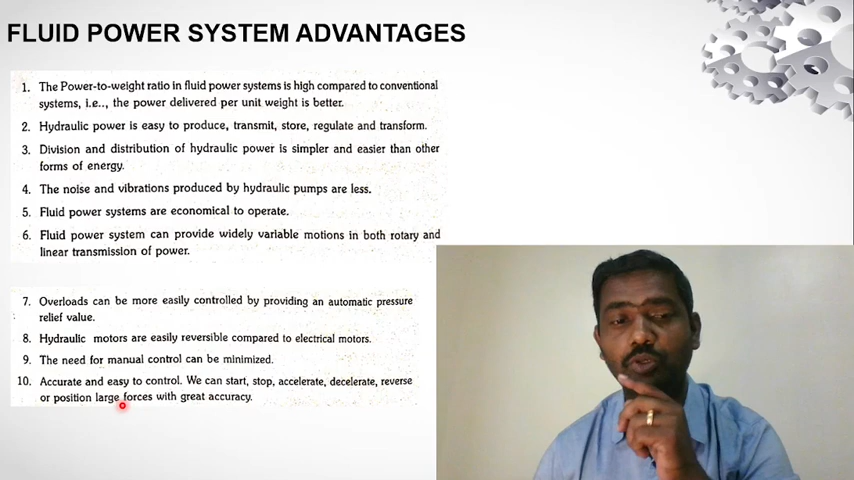 FLUID POWER SYSTEM ADVANTAGES
1. The Power-to-weight ratio in fluid power systems is high compared to conventional
systems, i.e.., the power delivered per unit weight is better.
2. Hydraulic power is easy to produce, transmit, store, regulate and transform.
3. Division and distribution of hydraulic power is simpler and easier than other
forms of energy.
4. The noise and vibrations produced by hydraulic pumps are less.
5. Fluid power systems are economical to operate.
6. Fluid power system can provide widely variable motions in both rotary and
linear transmission of power.
7. Overloads can be more easily controlled by providing an automatic pressure
relief value.
8. Hydraulic motors are easily reversible compared to electrical motors.
9. The need for manual control can be minimized.
10. Accurate and easy to control. We can start, stop, accelerate, decelerate, reverse
or position large forces with great accuracy.